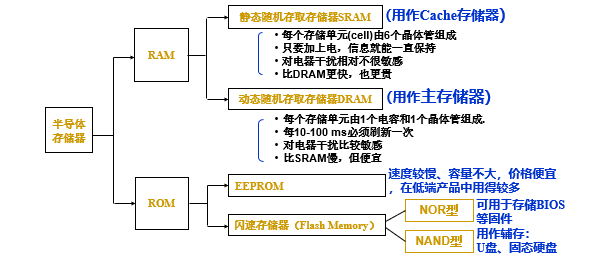 静态随机存取存储器SRAM (用作Cache存储器)
• 每个存储单元(cell)由6个晶体管组成
• 只要加上电，信息就能一直保持
• 对电器干扰相对不很敏感
• 比DRAM更快，也更贵
RAM
动态随机存取存储器DRAM (用作主存储器)
• 每个存储单元由1个电容和1个晶体管组成.
• 每10-100 ms必须刷新一次
• 对电器干扰比较敏感
• 比SRAM慢，但便宜
半导体
存储器
EEPROM
速度较慢、容量不大，价格便宜
，在低端产品中用得较多
ROM
闪速存储器（Flash Memory）
NOR型
可用于存储BIOS
等固件
NAND型
用作辅存：
U盘、固态硬盘